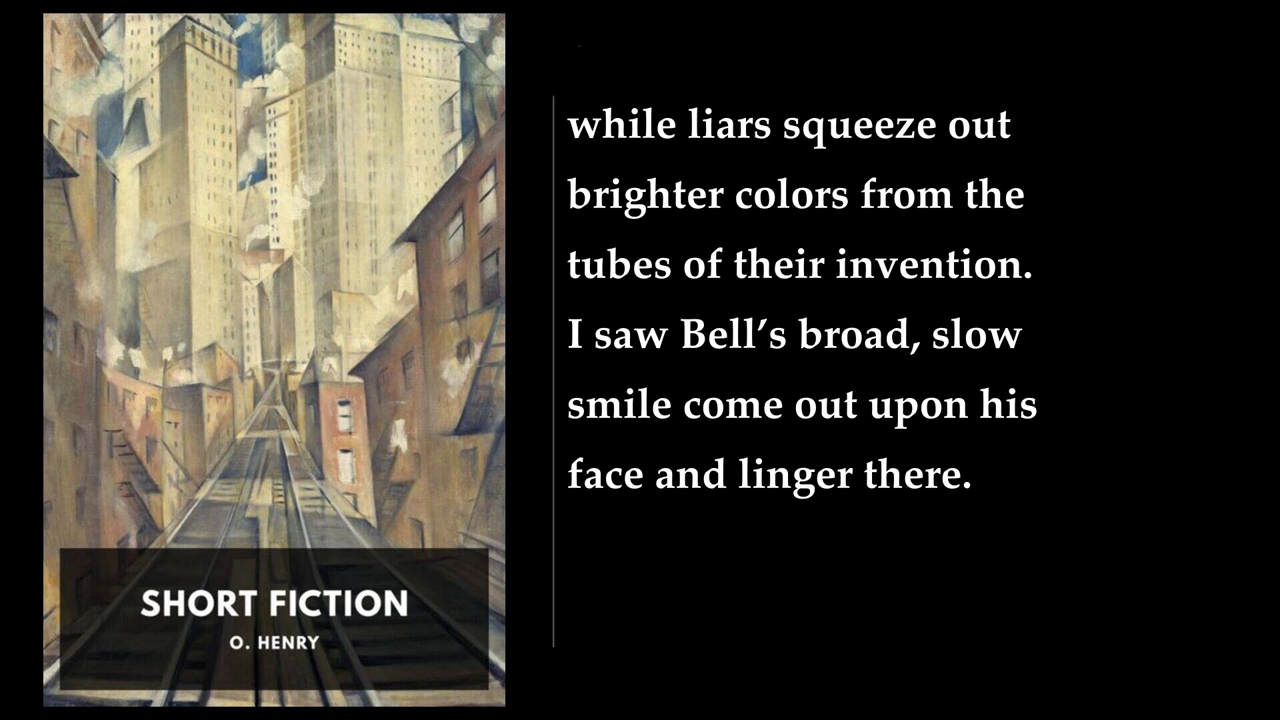 SHORT FICTION
O. HENRY
while liars squeeze out
brighter colors from the
tubes of their invention.
I saw Bell’s broad, slow
smile come out upon his
face and linger there.